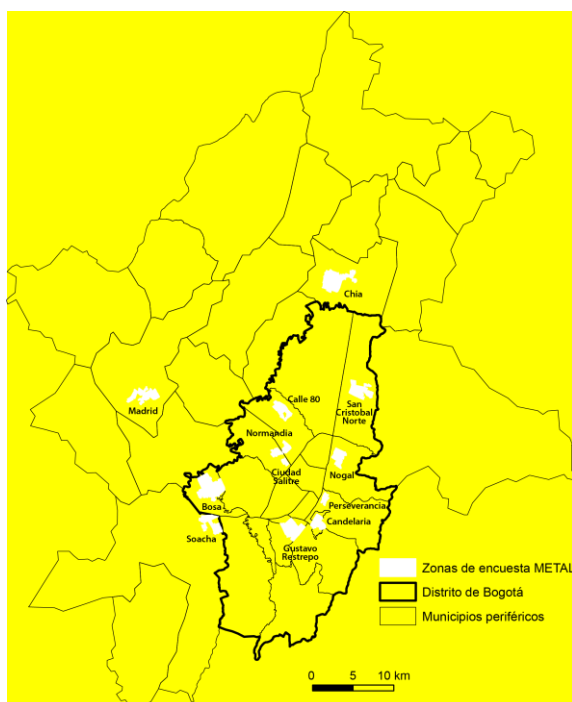 Chia
Calle 80
Madrid
San
Cristobal
Norte
Normandia
Ciudad
Salitre
Nogal
Bosa
Perseverancia
Soacha
Candelaria
Gustavo
Restrepo
Zonas de encuesta METAL
Distrito de Bogotá
Municipios periféricos
0 5 10 km